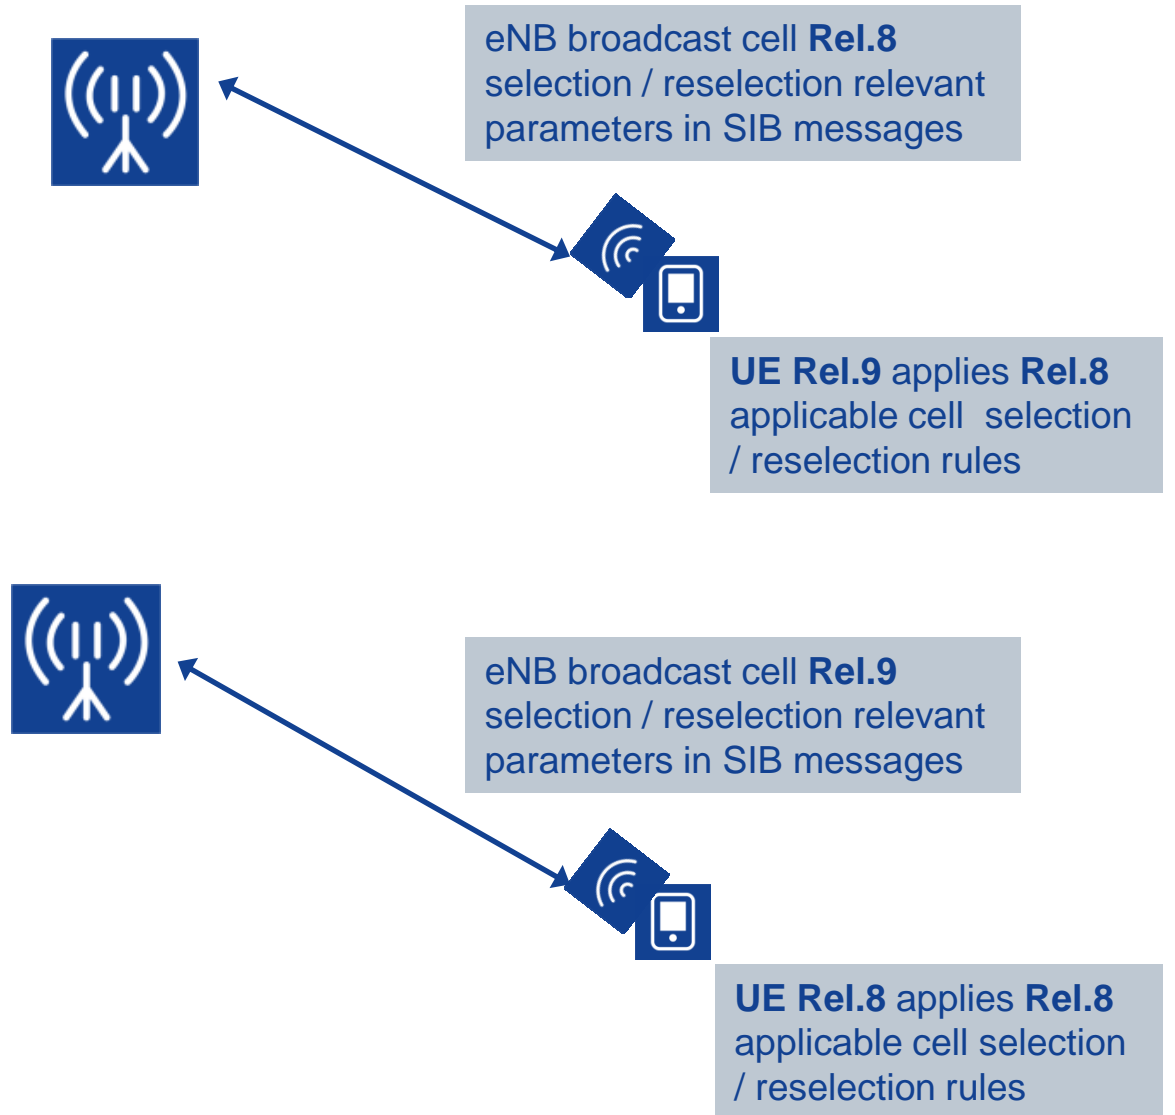 eNB broadcast cell Rel.8
selection / reselection relevant
parameters in SIB messages
UE Rel.9 applies Rel.8
applicable cell  selection
/ reselection rules
eNB broadcast cell Rel.9
selection / reselection relevant
parameters in SIB messages
UE Rel.8 applies Rel.8
applicable cell selection
/ reselection rules